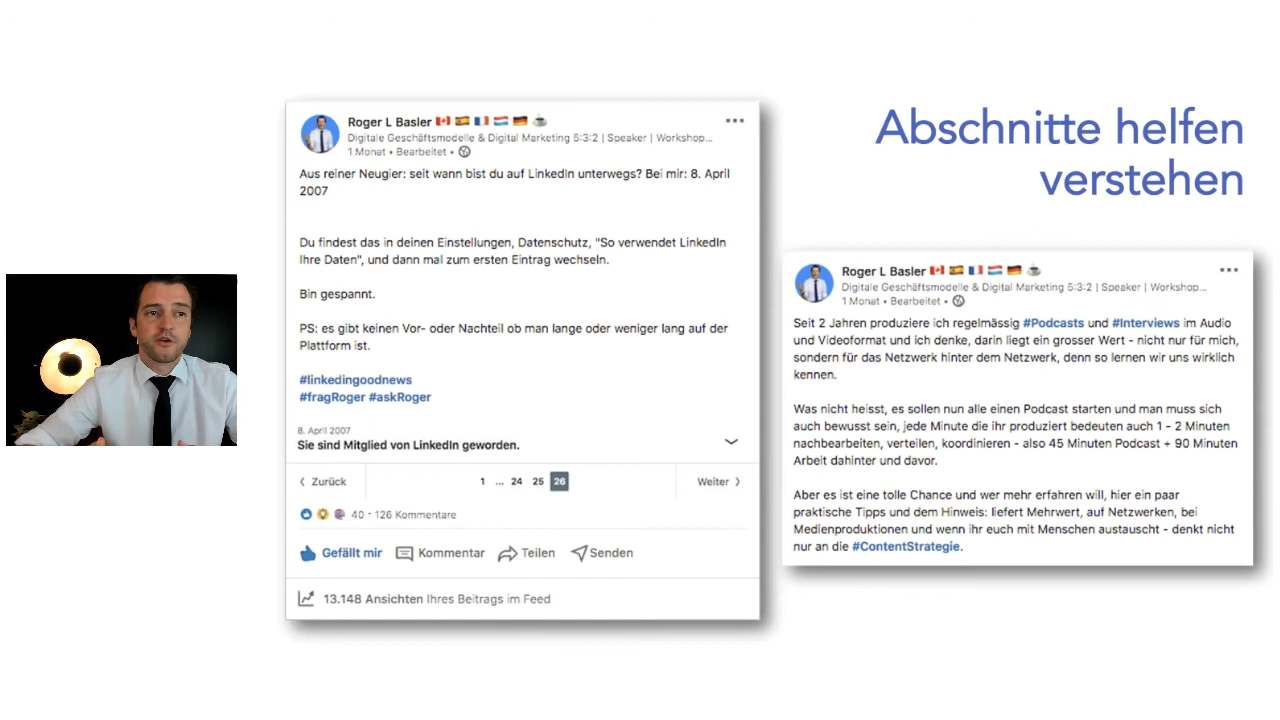 Abschnitte helfen
verstehen
Roger L Basler
Digitale Geschäftsmodelle & Digital Marketing 5:3:2 | Speaker | Workshop...
1 Monat • Bearbeitet •
Aus reiner Neugier: seit wann bist du auf LinkedIn unterwegs? Bei mir: 8. April
2007
Du findest das in deinen Einstellungen, Datenschutz, "So verwendet LinkedIn
Ihre Daten", und dann mal zum ersten Eintrag wechseln.
Bin gespannt.
PS: es gibt keinen Vor- oder Nachteil ob man lange oder weniger lang auf der
Plattform ist.
#linkedingoodnews
#fragRoger #askRoger
8. April 2007
Sie sind Mitglied von LinkedIn geworden.
Zurück 1 ... 24 25 26 Weiter
40 · 126 Kommentare
Gefällt mir Kommentar Teilen Senden
13.148 Ansichten Ihres Beitrags im Feed
Roger L Basler
Digitale Geschäftsmodelle & Digital Marketing 5:3:2 | Speaker | Workshop...
1 Monat • Bearbeitet •
Seit 2 Jahren produziere ich regelmässig #Podcasts und #Interviews im Audio
und Videoformat und ich denke, darin liegt ein grosser Wert - nicht nur für mich,
sondern für das Netzwerk hinter dem Netzwerk, denn so lernen wir uns wirklich
kennen.
Was nicht heisst, es sollen nun alle einen Podcast starten und man muss sich
auch bewusst sein, jede Minute die ihr produziert bedeuten auch 1 - 2 Minuten
nachbearbeiten, verteilen, koordinieren - also 45 Minuten Podcast + 90 Minuten
Arbeit dahinter und davor.
Aber es ist eine tolle Chance und wer mehr erfahren will, hier ein paar
praktische Tipps und dem Hinweis: liefert Mehrwert, auf Netzwerken, bei
Medienproduktionen und wenn ihr euch mit Menschen austauscht - denkt nicht
nur an die #ContentStrategie.